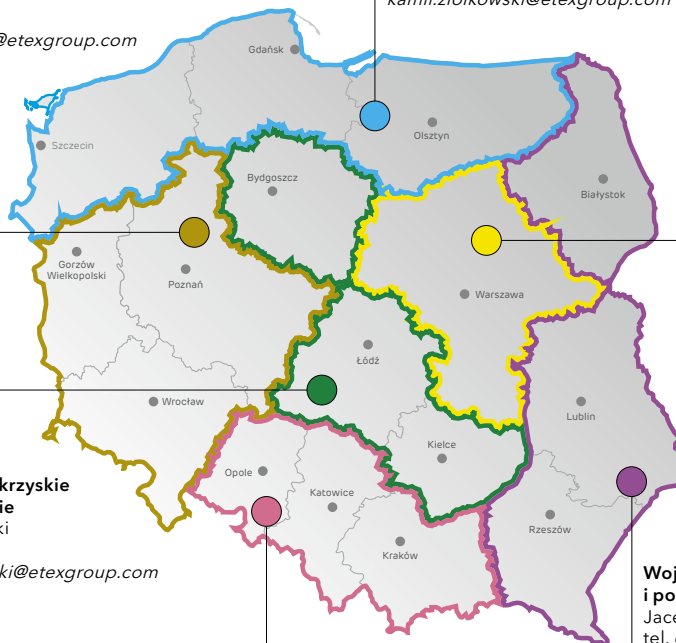 kamil.ziolkowski@etexgroup.com
@etexgroup.com
Gdańsk
Olsztyn
Szczecin
Bydgoszcz
Białystok
Gorzów
Wielkopolski
Poznań
Warszawa
Łódź
Wrocław
Lublin
Kielce
Opole
Katowice
Rzeszów
Kraków
krzyskie
ie
ki
ki@etexgroup.com
Woj
i po
Jace
tel.